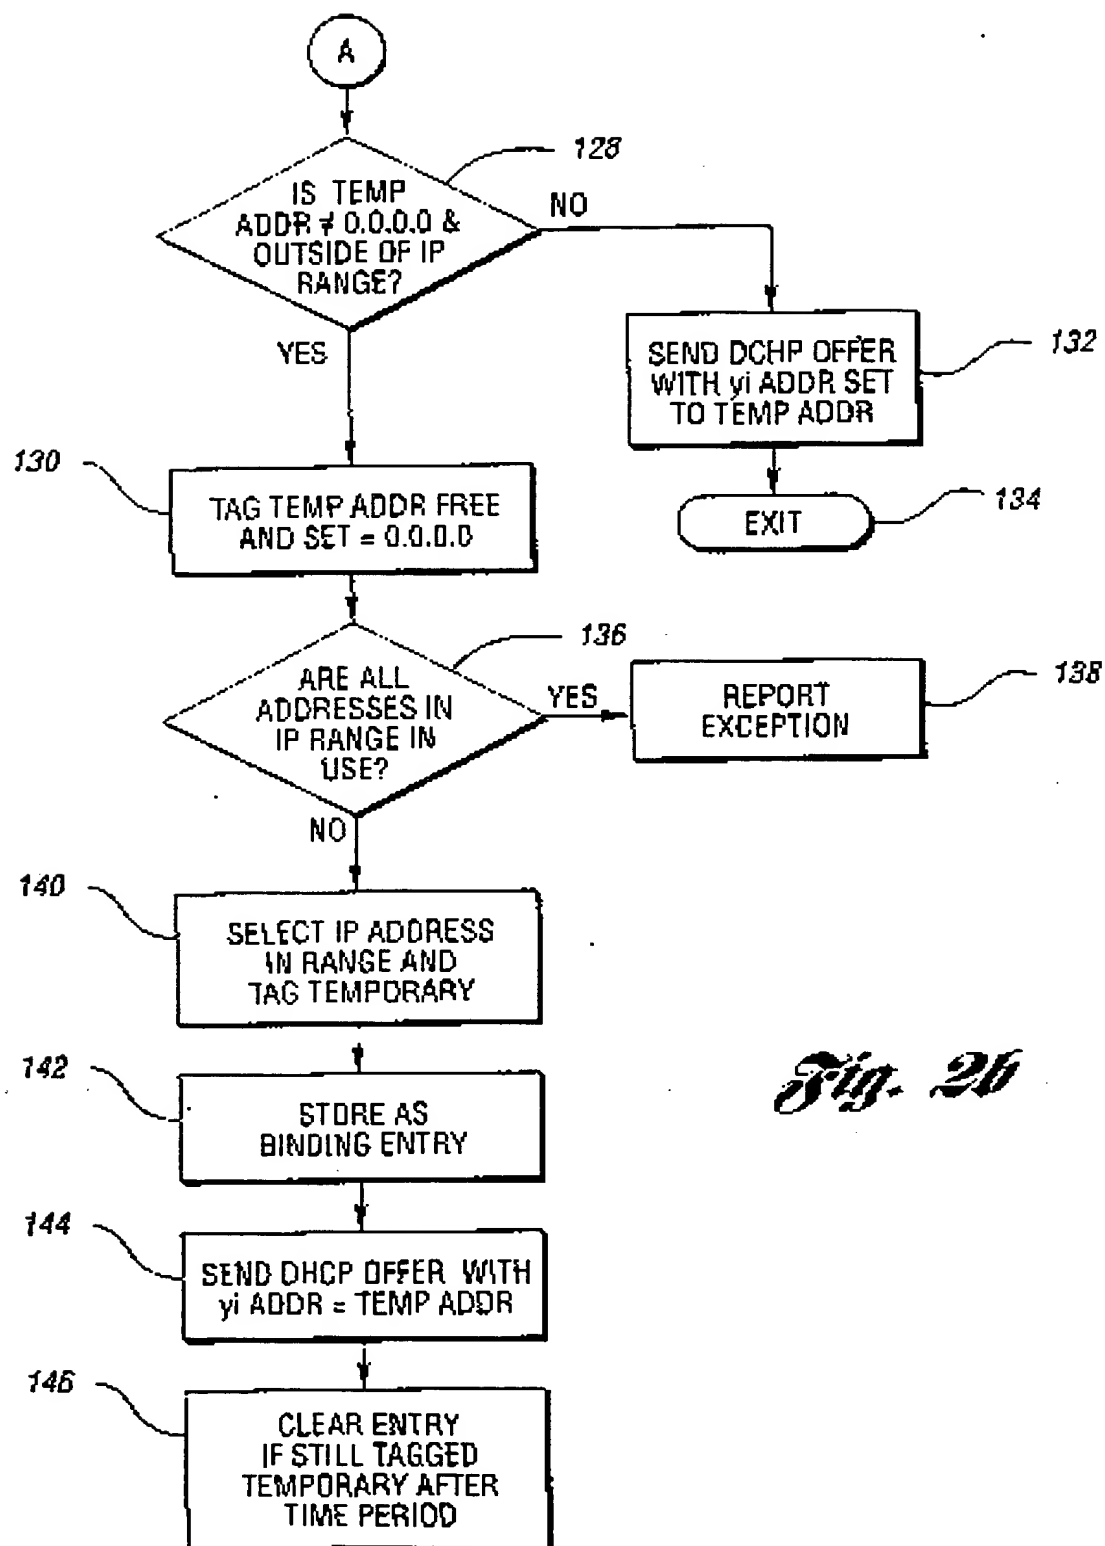 A
128
IS TEMP
ADDR ≠ 0.0.0.0 &
OUTSIDE OF IP
RANGE?
NO
YES
SEND DCHP OFFER
WITH yi ADDR SET
TO TEMP ADDR
132
130
TAG TEMP ADDR FREE
AND SET = 0.0.0.0
EXIT
134
136
ARE ALL
ADDRESSES IN
IP RANGE IN
USE?
YES
REPORT
EXCEPTION
138
NO
140
SELECT IP ADDRESS
IN RANGE AND
TAG TEMPORARY
142
STORE AS
BINDING ENTRY
Fig. 2b
144
SEND DHCP OFFER WITH
yi ADDR = TEMP ADDR
146
CLEAR ENTRY
IF STILL TAGGED
TEMPORARY AFTER
TIME PERIOD